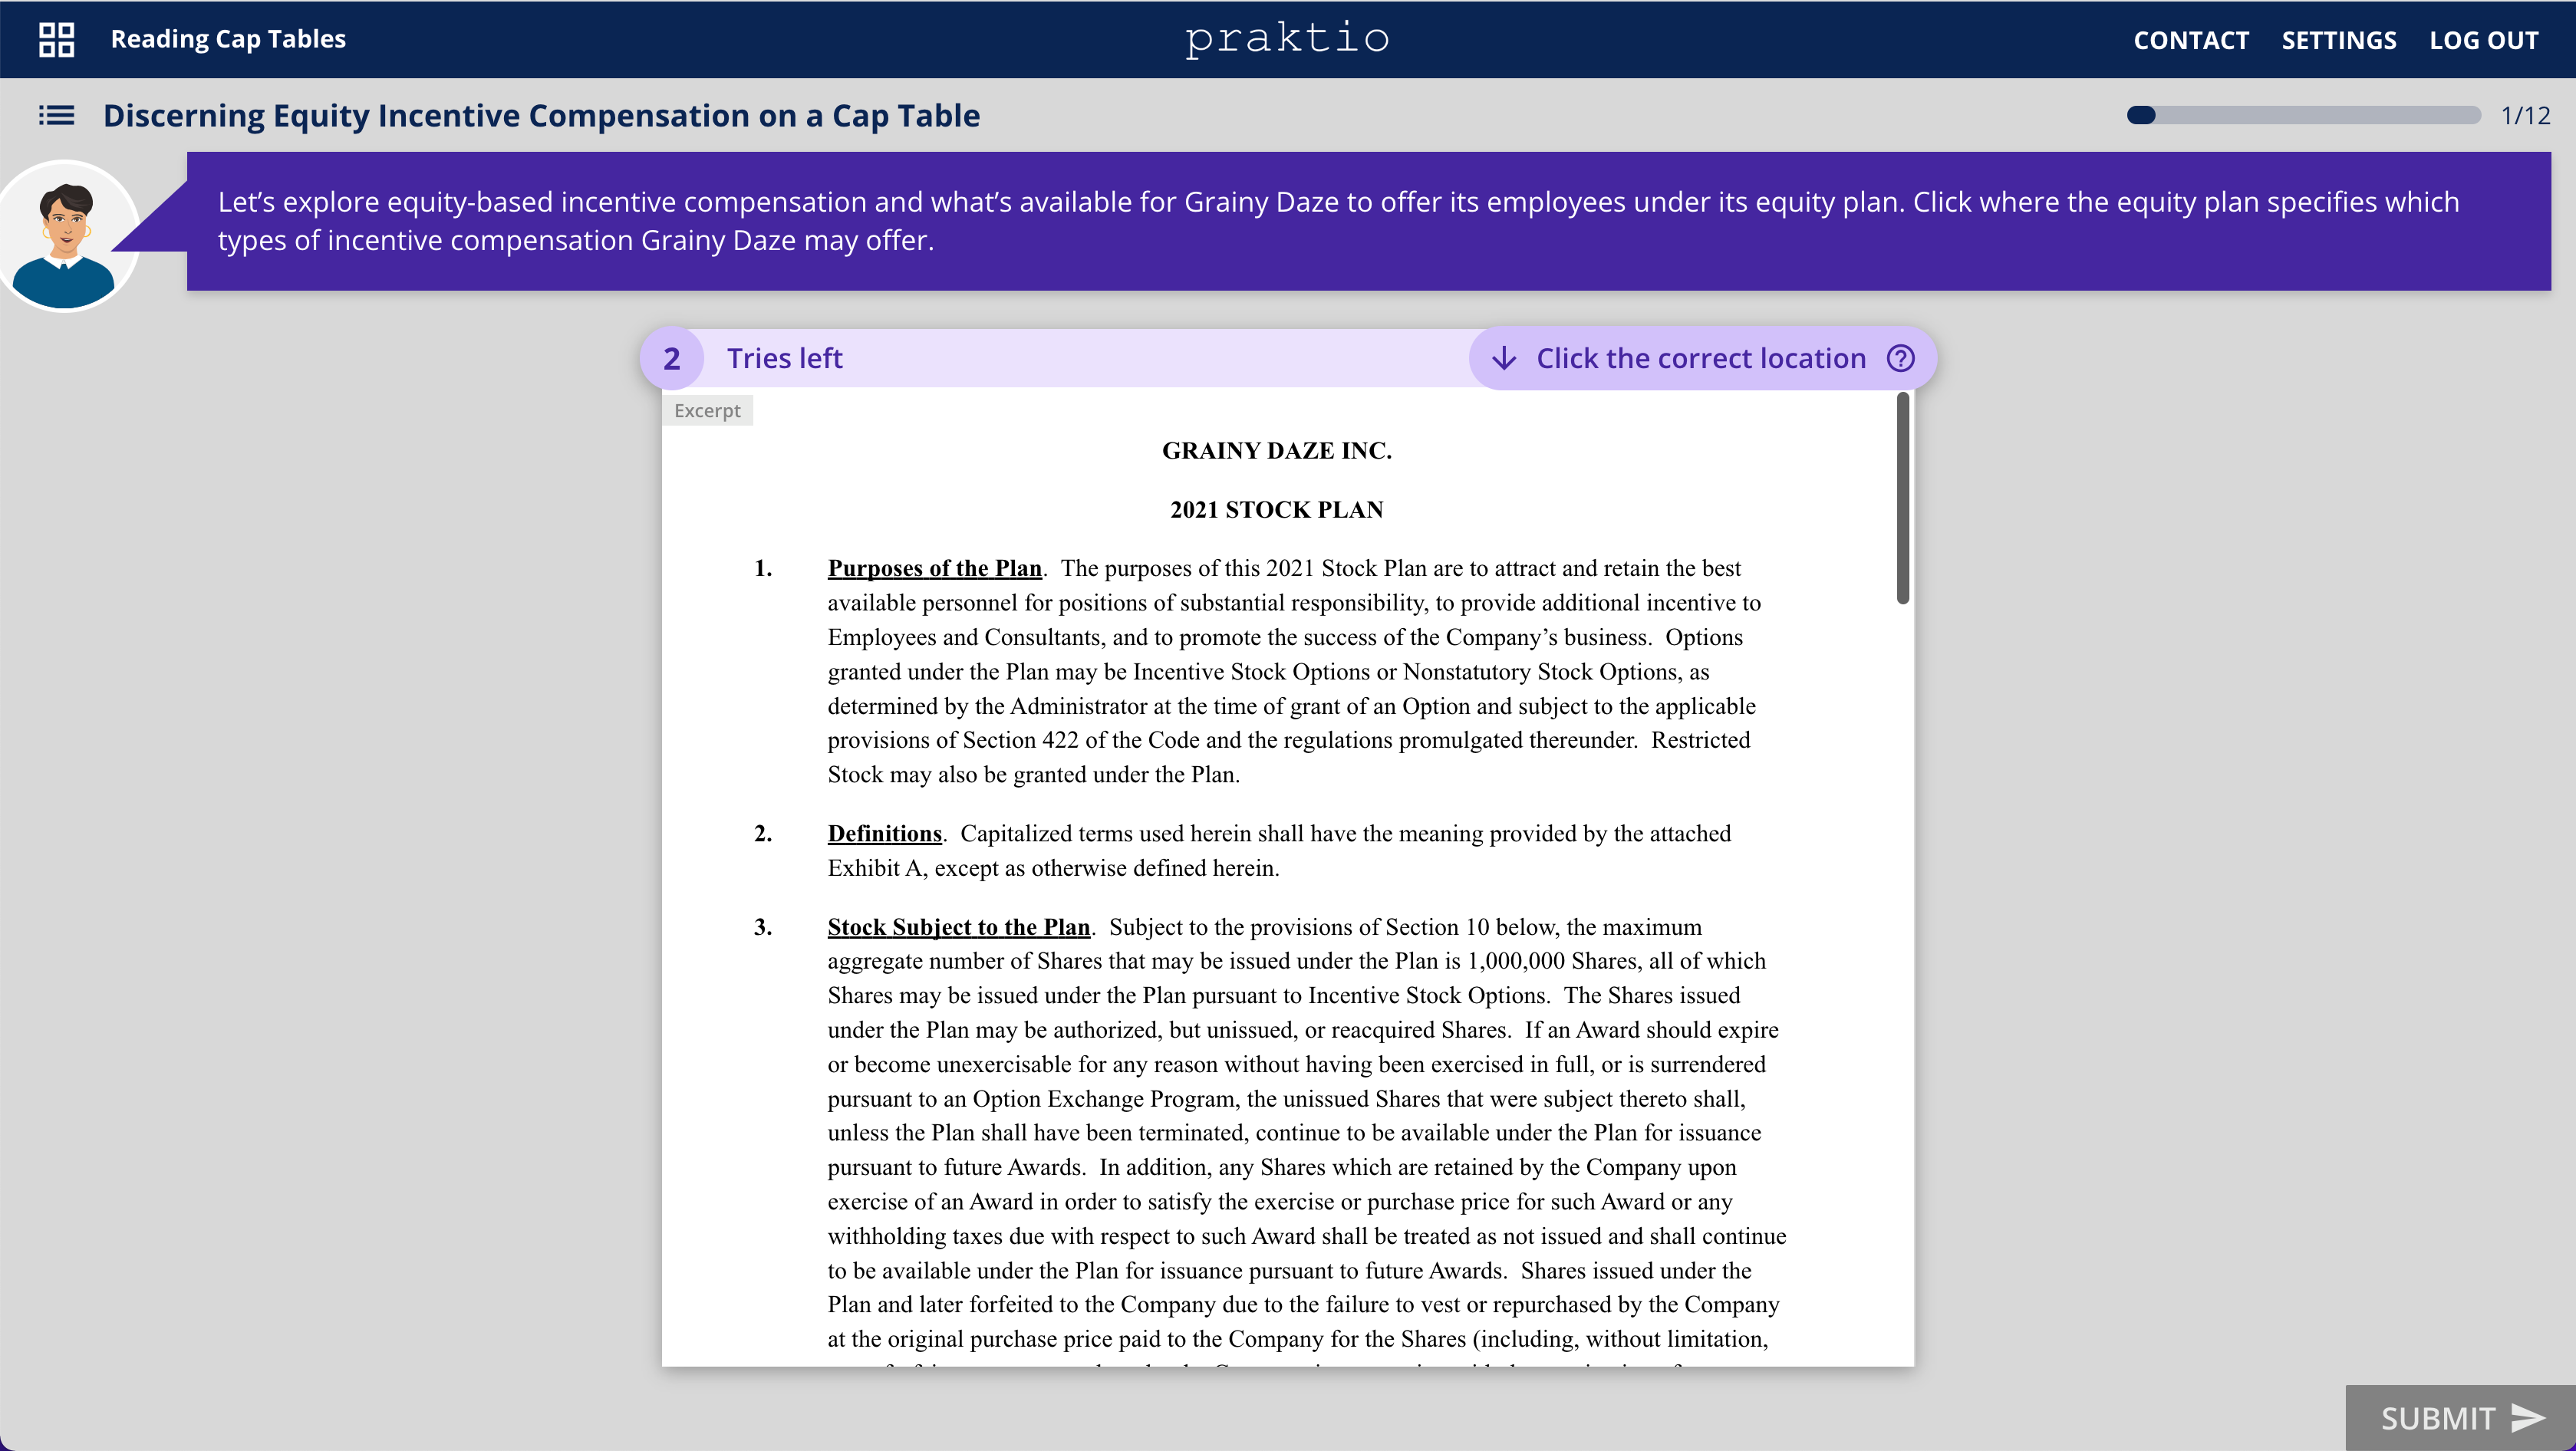 Reading Cap Tables
praktio
CONTACT SETTINGS LOG OUT
Discerning Equity Incentive Compensation on a Cap Table
1/12
Let’s explore equity-based incentive compensation and what’s available for Grainy Daze to offer its employees under its equity plan. Click where the equity plan specifies which
types of incentive compensation Grainy Daze may offer.
2 Tries left
Click the correct location
Excerpt
GRAINY DAZE INC.
2021 STOCK PLAN
1. Purposes of the Plan. The purposes of this 2021 Stock Plan are to attract and retain the best
available personnel for positions of substantial responsibility, to provide additional incentive to
Employees and Consultants, and to promote the success of the Company’s business. Options
granted under the Plan may be Incentive Stock Options or Nonstatutory Stock Options, as
determined by the Administrator at the time of grant of an Option and subject to the applicable
provisions of Section 422 of the Code and the regulations promulgated thereunder. Restricted
Stock may also be granted under the Plan.
2. Definitions. Capitalized terms used herein shall have the meaning provided by the attached
Exhibit A, except as otherwise defined herein.
3. Stock Subject to the Plan. Subject to the provisions of Section 10 below, the maximum
aggregate number of Shares that may be issued under the Plan is 1,000,000 Shares, all of which
Shares may be issued under the Plan pursuant to Incentive Stock Options. The Shares issued
under the Plan may be authorized, but unissued, or reacquired Shares. If an Award should expire
or become unexercisable for any reason without having been exercised in full, or is surrendered
pursuant to an Option Exchange Program, the unissued Shares that were subject thereto shall,
unless the Plan shall have been terminated, continue to be available under the Plan for issuance
pursuant to future Awards. In addition, any Shares which are retained by the Company upon
exercise of an Award in order to satisfy the exercise or purchase price for such Award or any
withholding taxes due with respect to such Award shall be treated as not issued and shall continue
to be available under the Plan for issuance pursuant to future Awards. Shares issued under the
Plan and later forfeited to the Company due to the failure to vest or repurchased by the Company
at the original purchase price paid to the Company for the Shares (including, without limitation,
SUBMIT